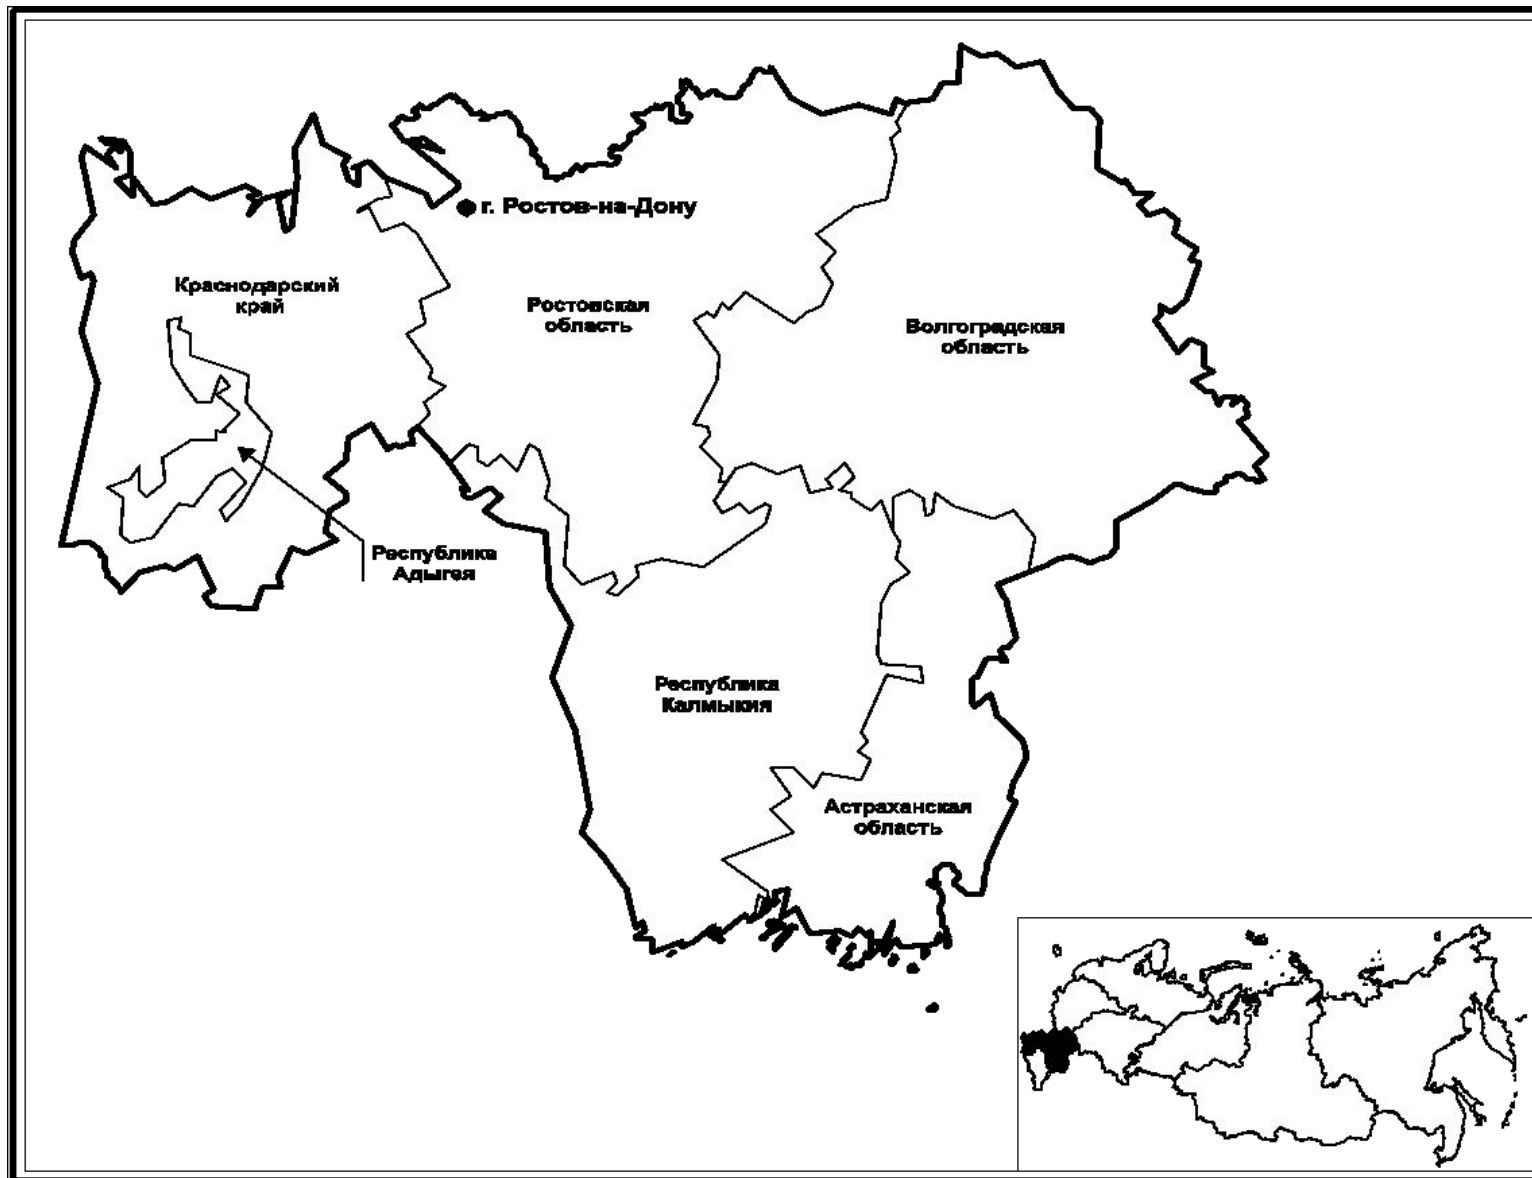 г. Ростов-на-Дону
Краснодарский
край
Ростовская
область
Волгоградская
область
Республика
Адыгея
Республика
Калмыкия
Астраханская
область